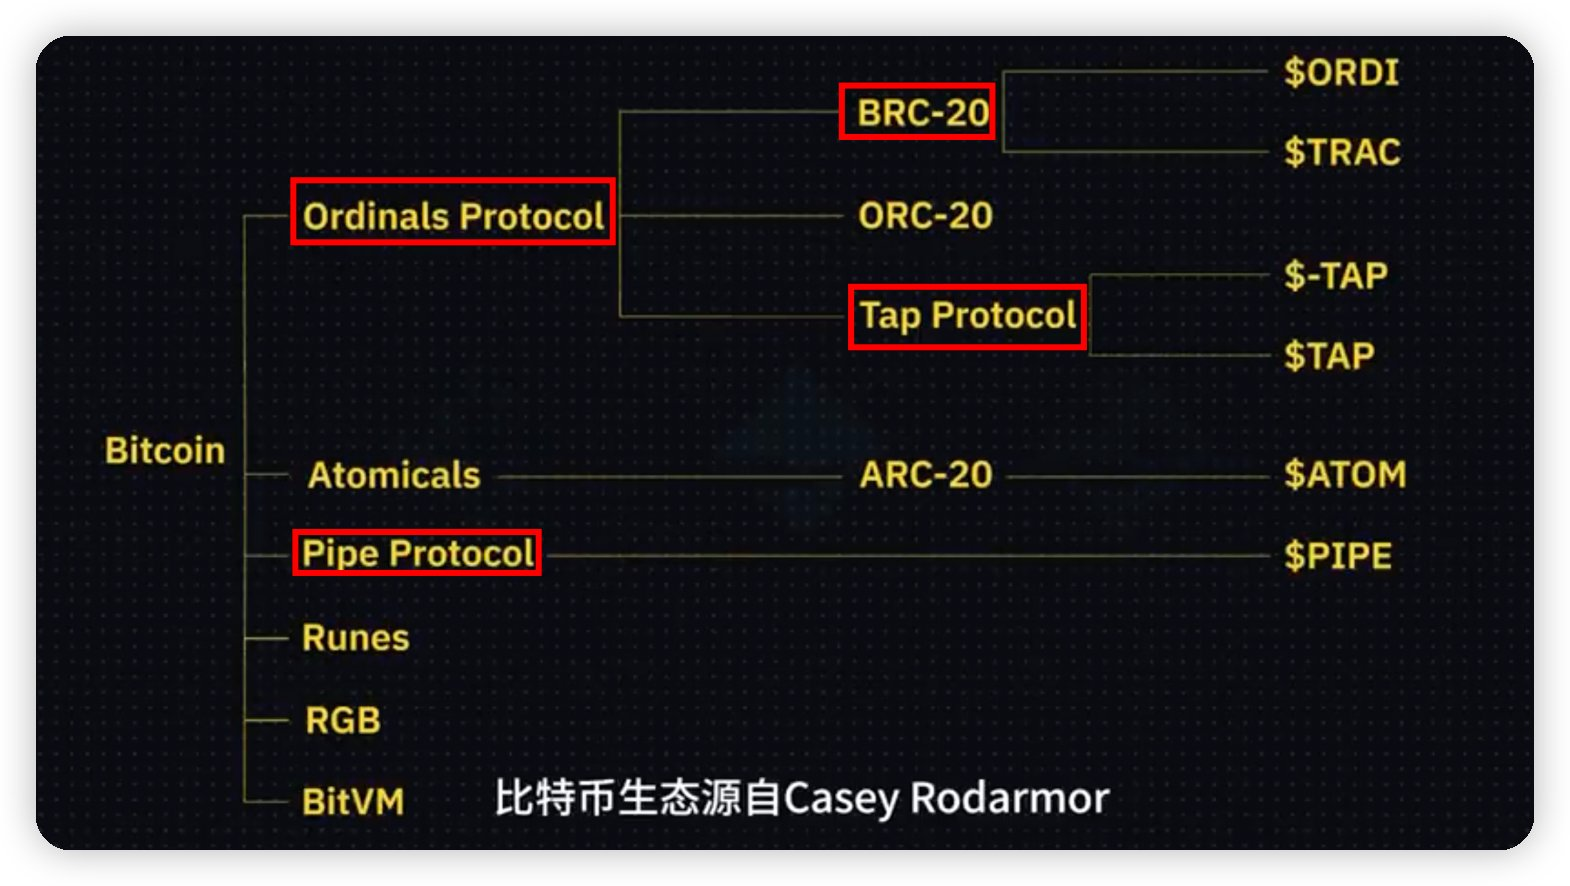 $ORDI
BRC-20
$TRAC
Ordinals Protocol
ORC-20
$-TAP
Tap Protocol
$TAP
Bitcoin
Atomicals
ARC-20
$ATOM
Pipe Protocol
$PIPE
Runes
RGB
BitVM
比特币生态源自Casey Rodarmor